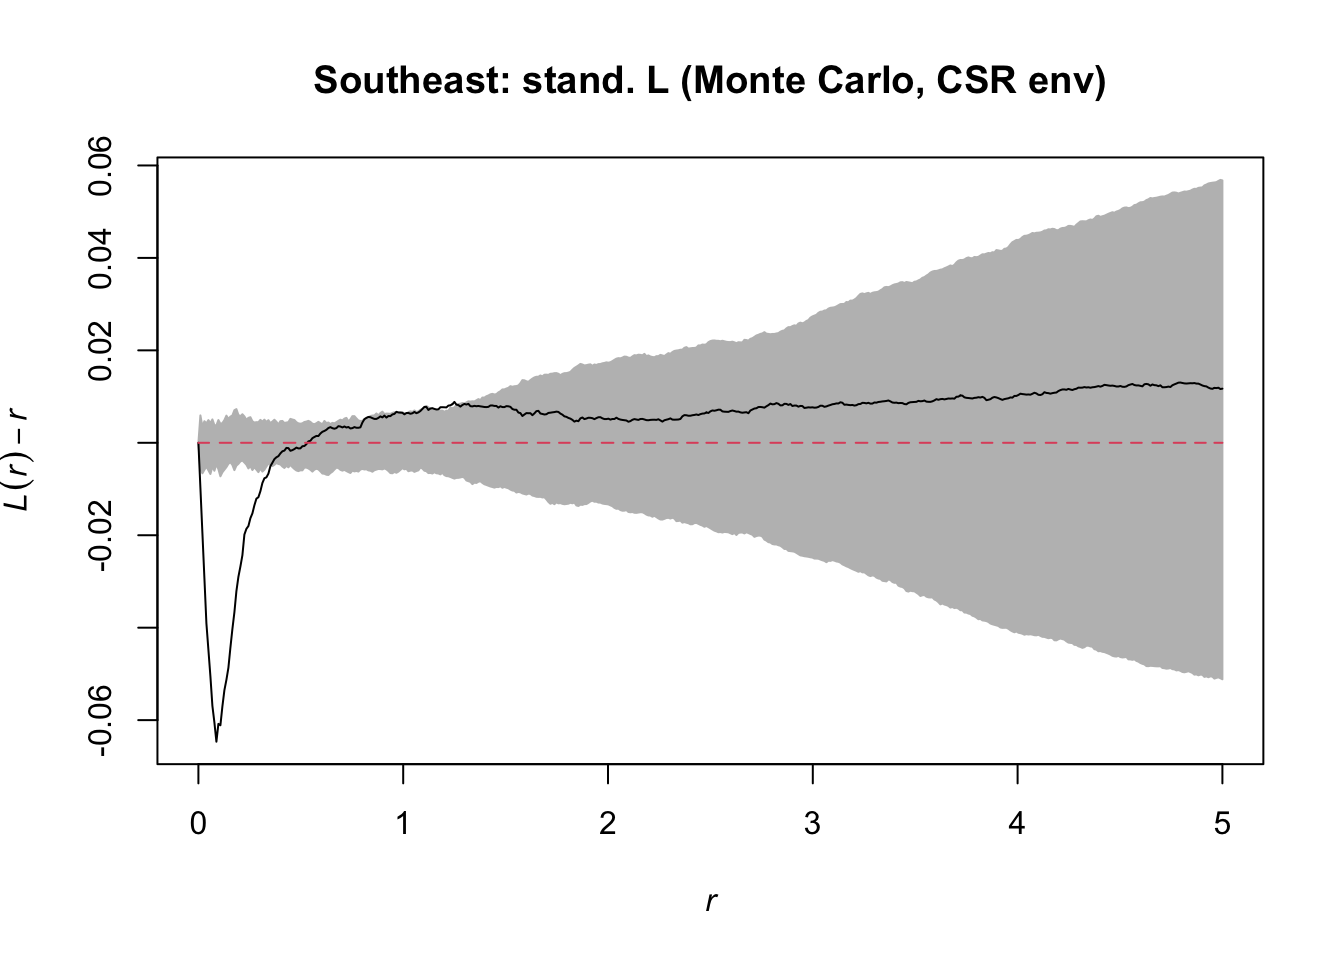 Southeast: stand. L (Monte Carlo, CSR env)
0.06
0.04
0.02
-0.02
-0.06
L(r) − r
0 1 2 3 4 5
r